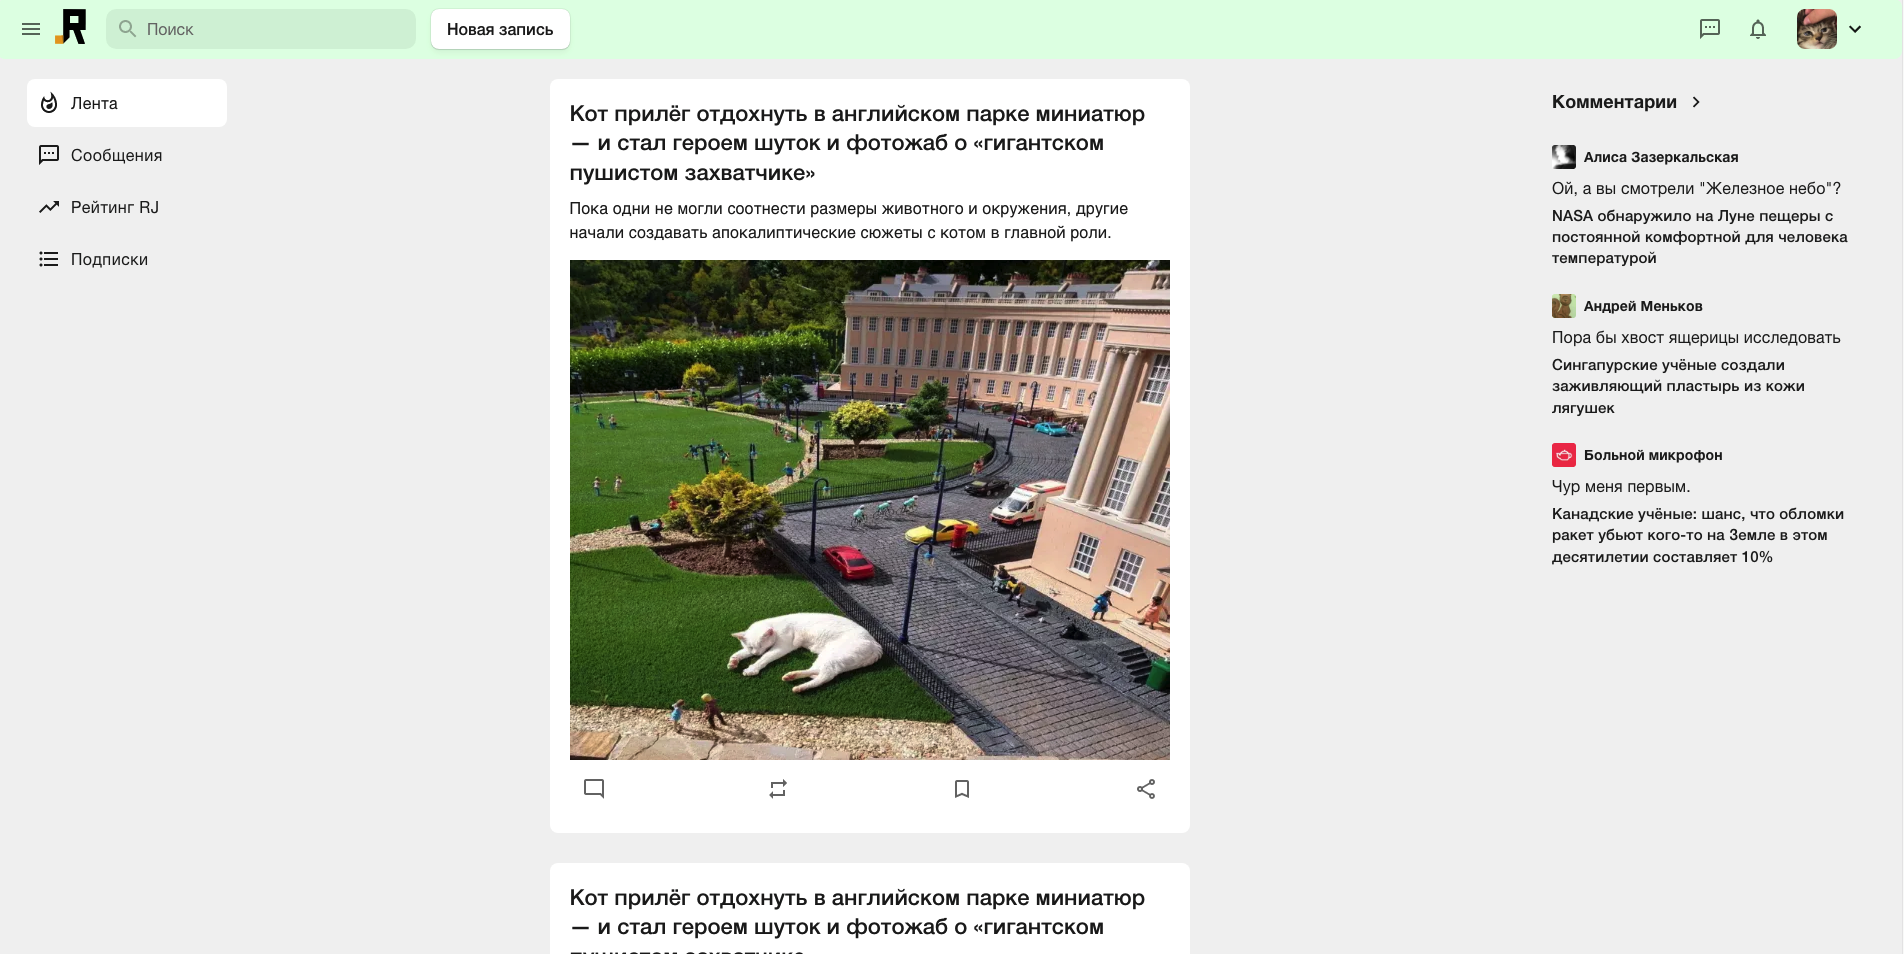 Поиск
Новая запись
Лента
Сообщения
Рейтинг RJ
Подписки
Кот прилёг отдохнуть в английском парке миниатюр
— и стал героем шуток и фотожаб о «гигантском
пушистом захватчике»
Пока одни не могли соотнести размеры животного и окружения, другие
начали создавать апокалиптические сюжеты с котом в главной роли.
Кот прилёг отдохнуть в английском парке миниатюр
— и стал героем шуток и фотожаб о «гигантском
пушистом захватчике»
Комментарии
Алиса Зазеркальская
Ой, а вы смотрели "Железное небо"?
NASA обнаружило на Луне пещеры с
постоянной комфортной для человека
температурой
Андрей Меньков
Пора бы хвост ящерицы исследовать
Сингапурские учёные создали
заживляющий пластырь из кожи
лягушек
Больной микрофон
Чур меня первым.
Канадские учёные: шанс, что обломки
ракет убьют кого-то на Земле в этом
десятилетии составляет 10%